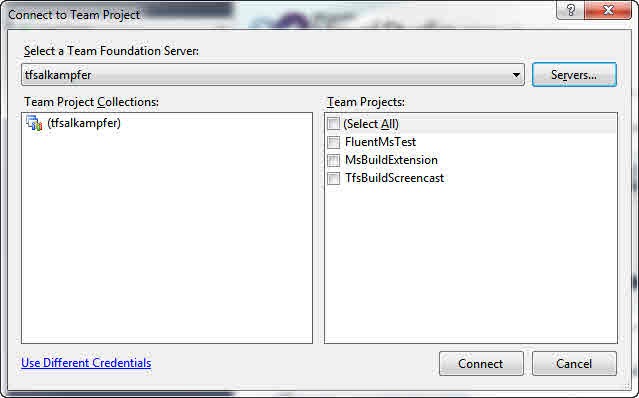 Connect to Team Project
Select a Team Foundation Server:
tfsalkampfer
Servers...
Team Project Collections:
Team Projects:
(tfsalkampfer)
(Select All)
FluentMsTest
MsBuildExtension
TfsBuildScreencast
Use Different Credentials
Connect
Cancel